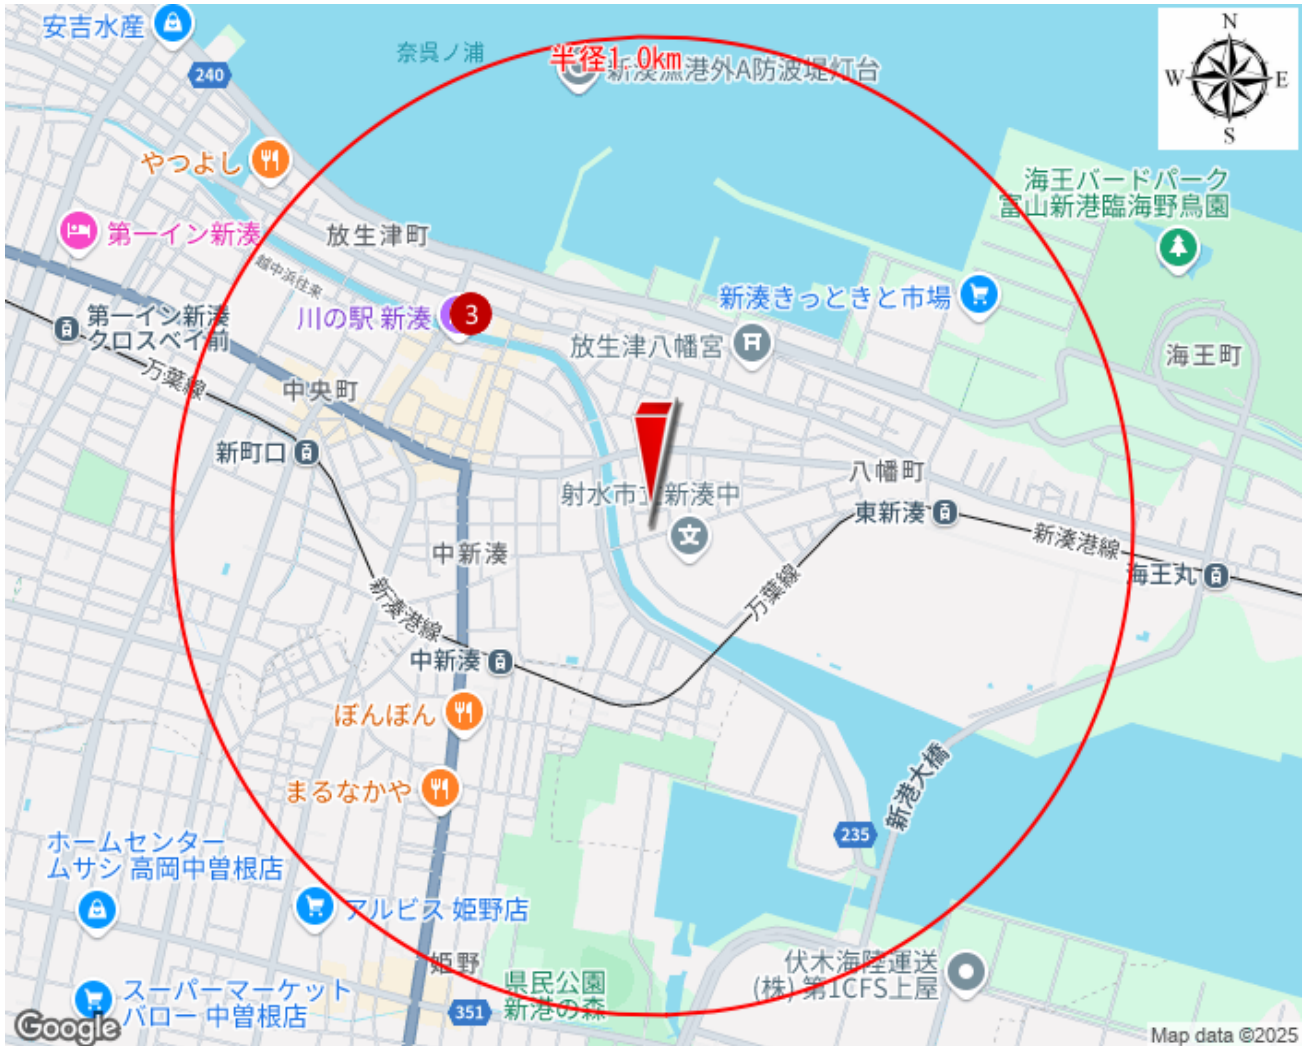 安吉水産
奈呉ノ浦
半径1.0km
新湊漁港外A防波堤灯台
N
W
E
S
240
やつよし
海王バードパーク
富山新港臨海野鳥園
第一イン新湊
放生津町
越中浜往来
新湊きっときと市場
川の駅 新湊
3
第一イン新湊
クロスベイ前
放生津八幡宮
海王町
万葉線
中央町
新町口
八幡町
射水市立新湊中
東新湊
新湊港線
中新湊
海王丸
万葉線
新湊港線
中新湊
ぼんぼん
新港大橋
まるなかや
235
ホームセンター
ムサシ 高岡中曽根店
アルビス 姫野店
姫野
伏木海陸運送
(株) 第1CFS上屋
県民公園
新港の森
スーパーマーケット
バロー 中曽根店
351
Google
Map data ©2025